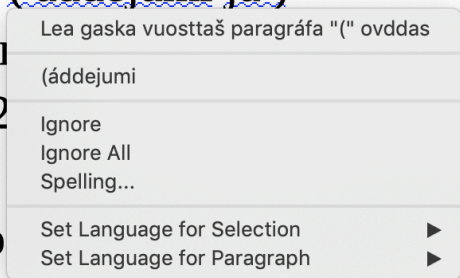 Lea gaska vuosttaš paragráfa "(" ovddas
(áddejumi
Ignore
Ignore All
Spelling...
Set Language for Selection
Set Language for Paragraph